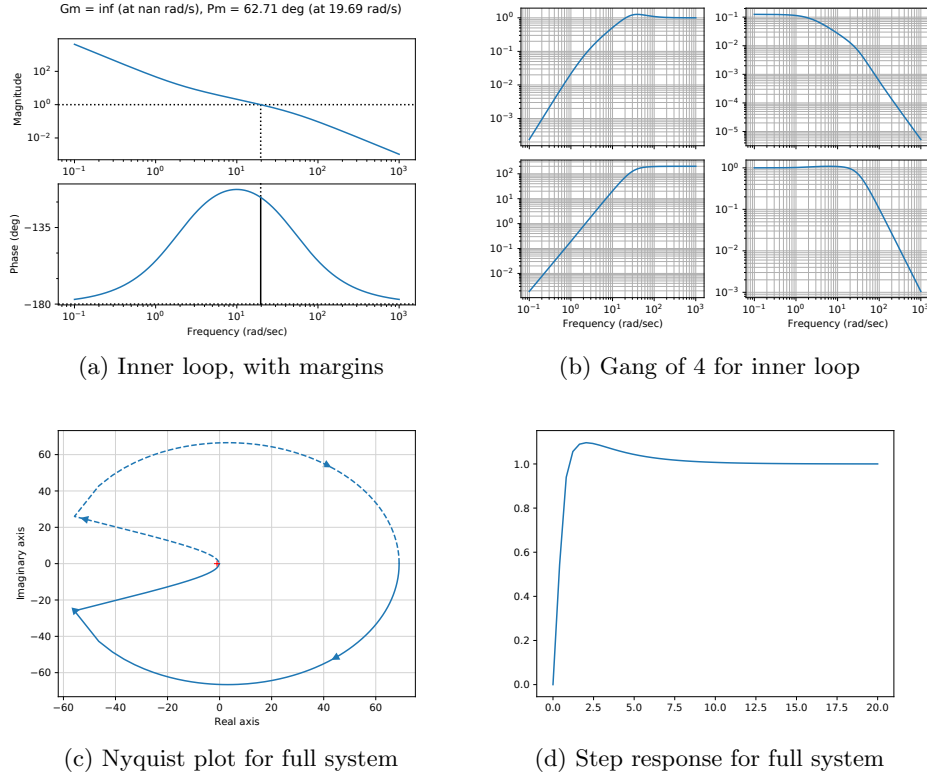 Gm = inf (at nan rad/s), Pm = 62.71 deg (at 19.69 rad/s)
Magnitude
10^2
10^0
10^-2
10^-1 10^0 10^1 10^2 10^3
Phase (deg)
−135
−180
10^-1 10^0 10^1 10^2 10^3
Frequency (rad/sec)
(a) Inner loop, with margins
10^0
10^-1
10^-2
10^-3
10^-1
10^-2
10^-3
10^-4
10^-5
10^2
10^1
10^0
10^-1
10^-2
10^-1 10^0 10^1 10^2 10^3
Frequency (rad/sec)
10^0
10^-1
10^-2
10^-3
10^-1 10^0 10^1 10^2 10^3
Frequency (rad/sec)
(b) Gang of 4 for inner loop
Imaginary axis
60
40
20
0
−20
−40
−60
−60 −40 −20 0 20 40 60
Real axis
(c) Nyquist plot for full system
1.0
0.8
0.6
0.4
0.2
0.0
0.0 2.5 5.0 7.5 10.0 12.5 15.0 17.5 20.0
(d) Step response for full system